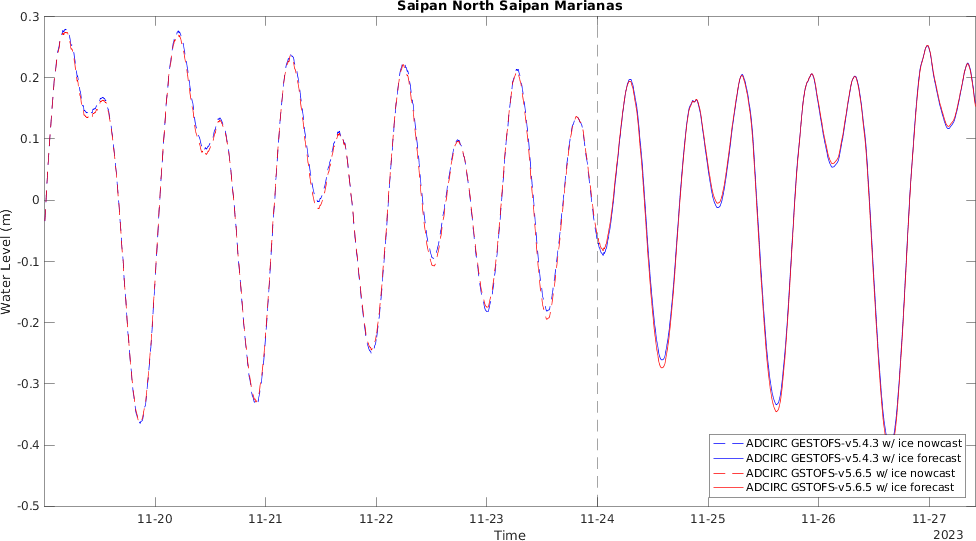 Saipan North Saipan Marianas
0.3
0.2
0.1
0
-0.1
-0.2
-0.3
-0.4
-0.5
Water Level (m)
ADCIRC GESTOFS-v5.4.3 w/ ice nowcast
ADCIRC GESTOFS-v5.4.3 w/ ice forecast
ADCIRC GSTOFS-v5.6.5 w/ ice nowcast
ADCIRC GSTOFS-v5.6.5 w/ ice forecast
11-20 11-21 11-22 11-23 11-24 11-25 11-26 11-27
Time
2023